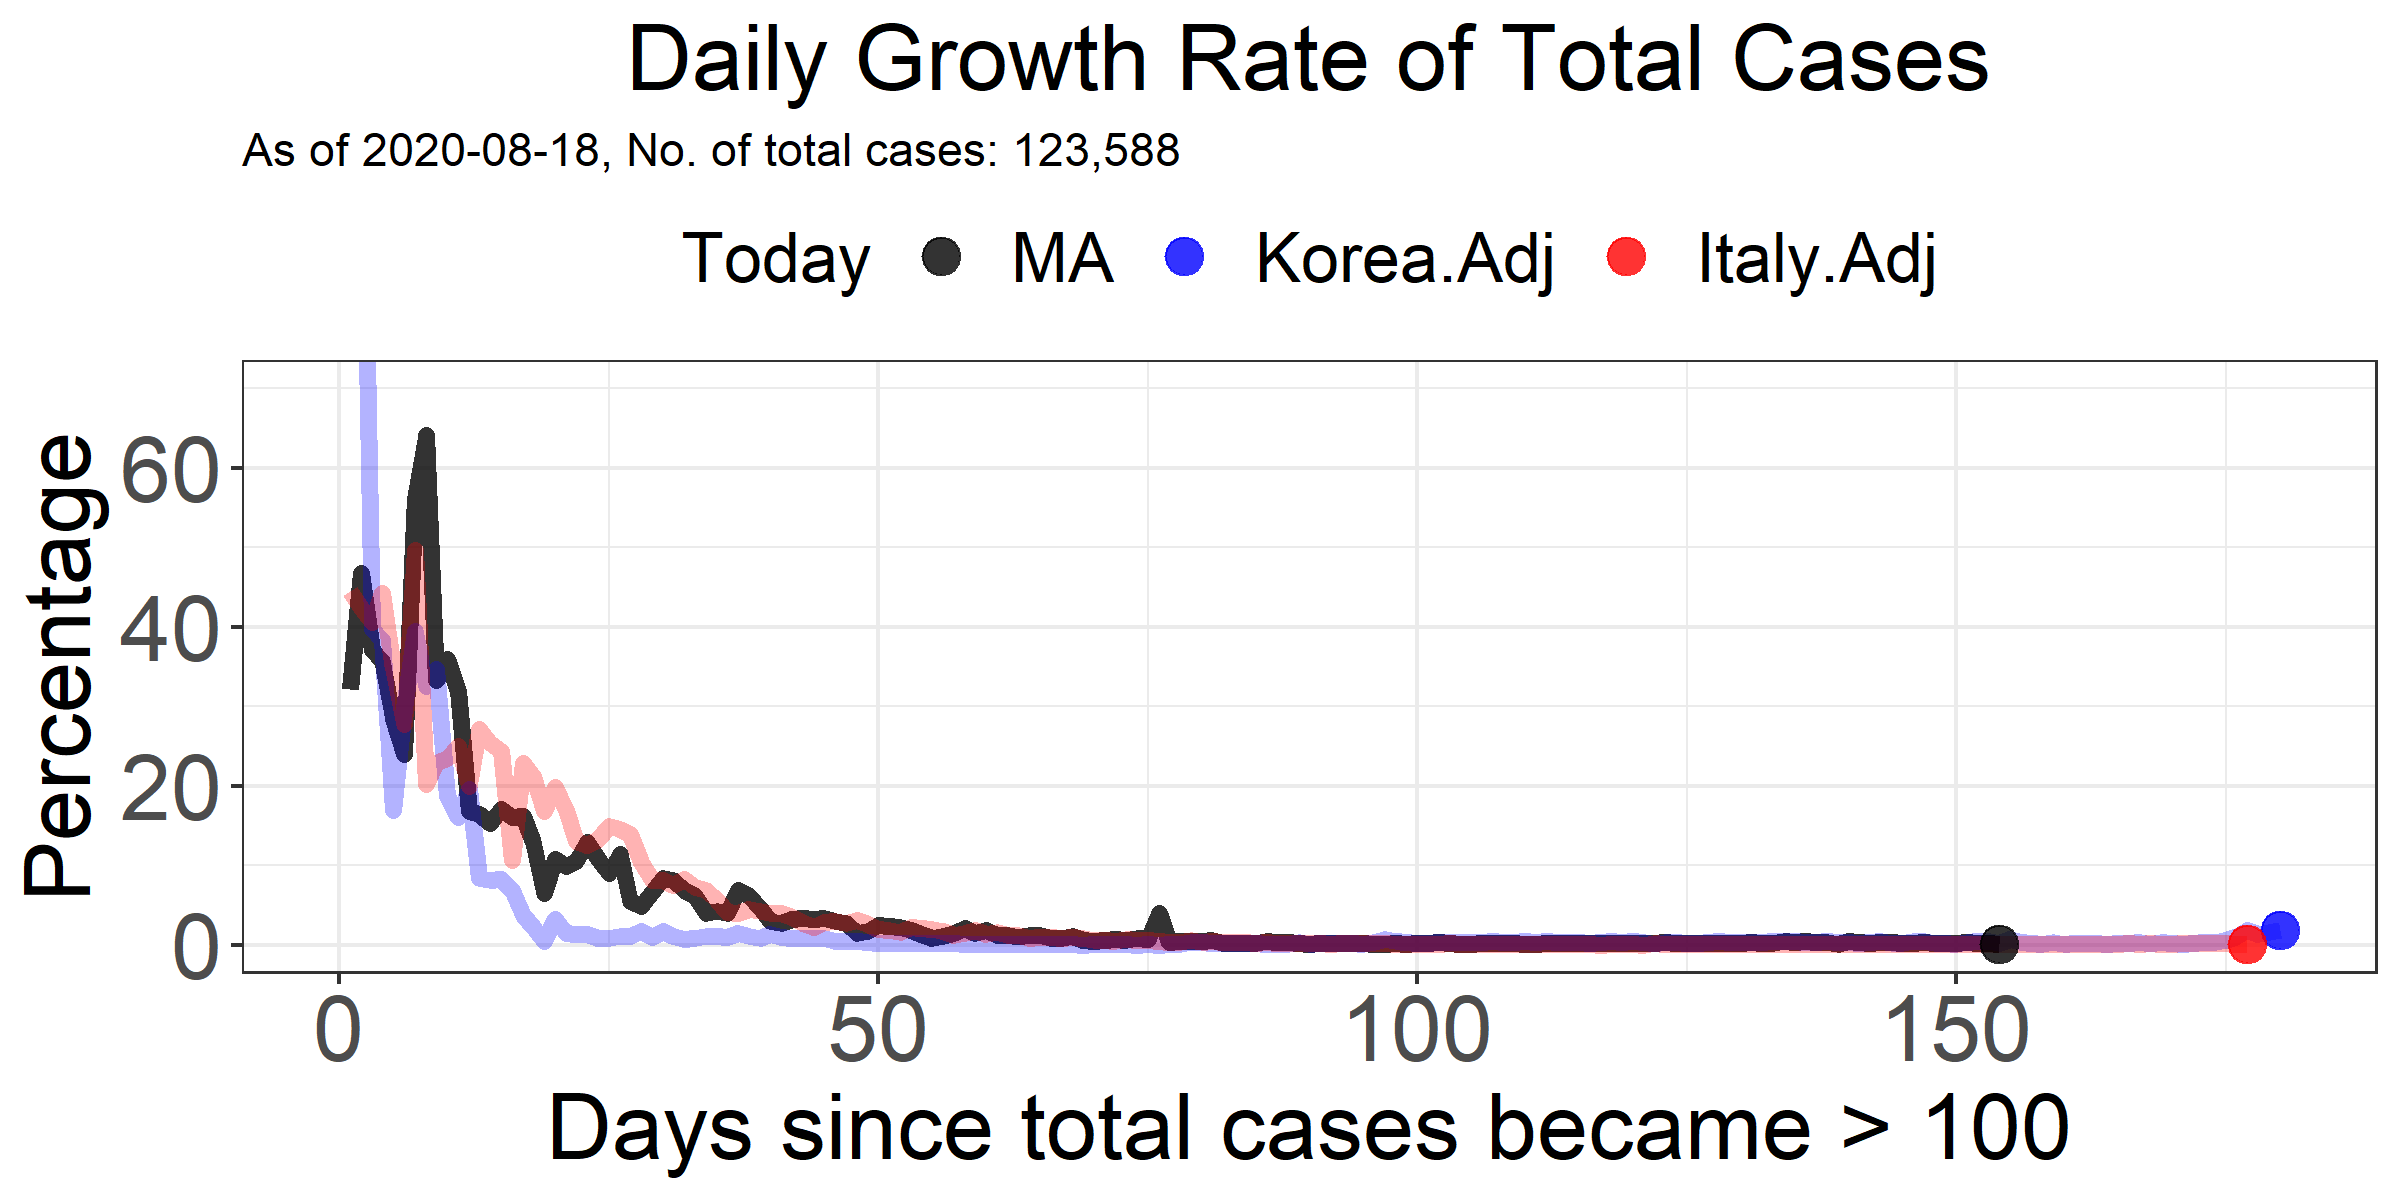 Daily Growth Rate of Total Cases
As of 2020-08-18, No. of total cases: 123,588
Today MA Korea.Adj Italy.Adj
Percentage
60
40
20
0
0 50 100 150
Days since total cases became > 100